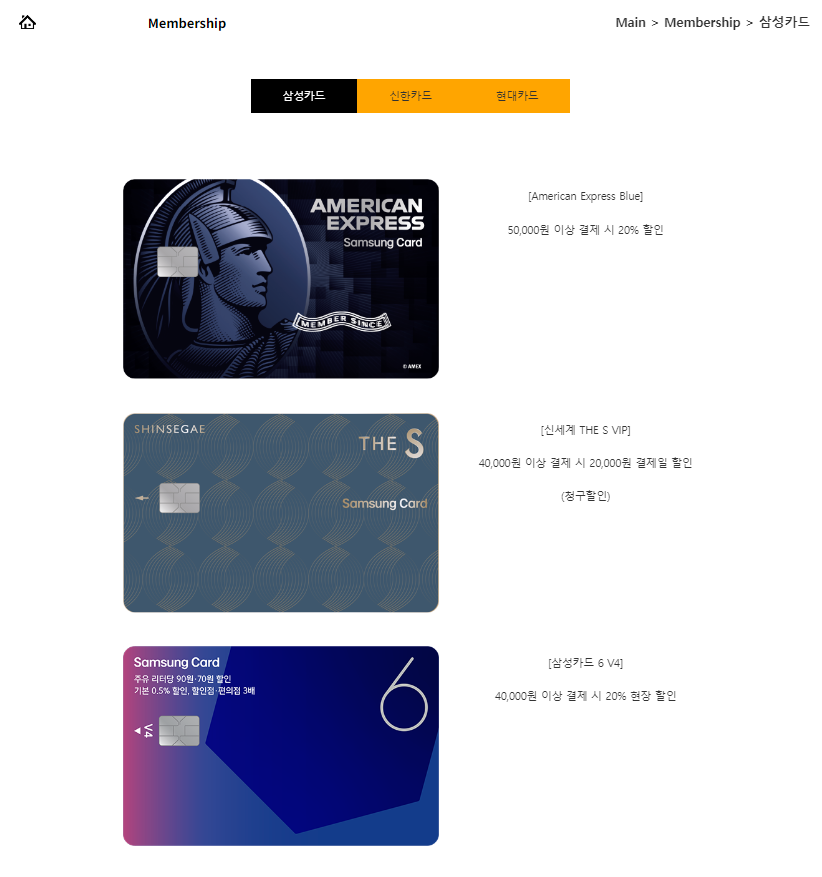 Membership
Main > Membership > 삼성카드
삼성카드
신한카드
현대카드
AMERICAN
EXPRESS
Samsung Card
MEMBER SINCE
© AMEX
[American Express Blue]
50,000원 이상 결제 시 20% 할인
SHINSEGAE
THE S
Samsung Card
[신세계 THE S VIP]
40,000원 이상 결제 시 20,000원 결제일 할인
(청구할인)
Samsung Card
주유 리터당 90원·70원 할인
기본 0.5% 할인, 할인점·편의점 3배
6
V4
[삼성카드 6 V4]
40,000원 이상 결제 시 20% 현장 할인